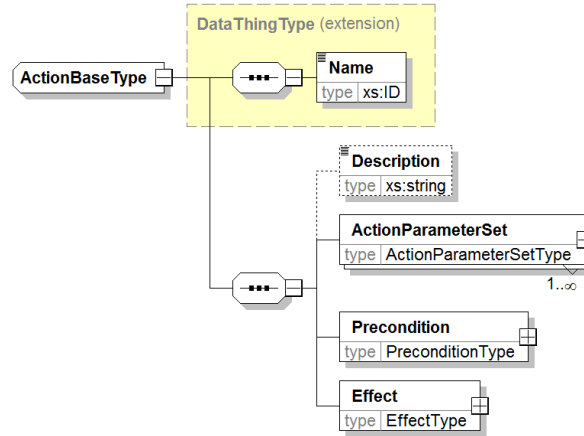 DataThingType (extension)
ActionBaseType
Name
type xs:ID
Description
type xs:string
ActionParameterSet
type ActionParameterSetType
1..∞
Precondition
type PreconditionType
Effect
type EffectType